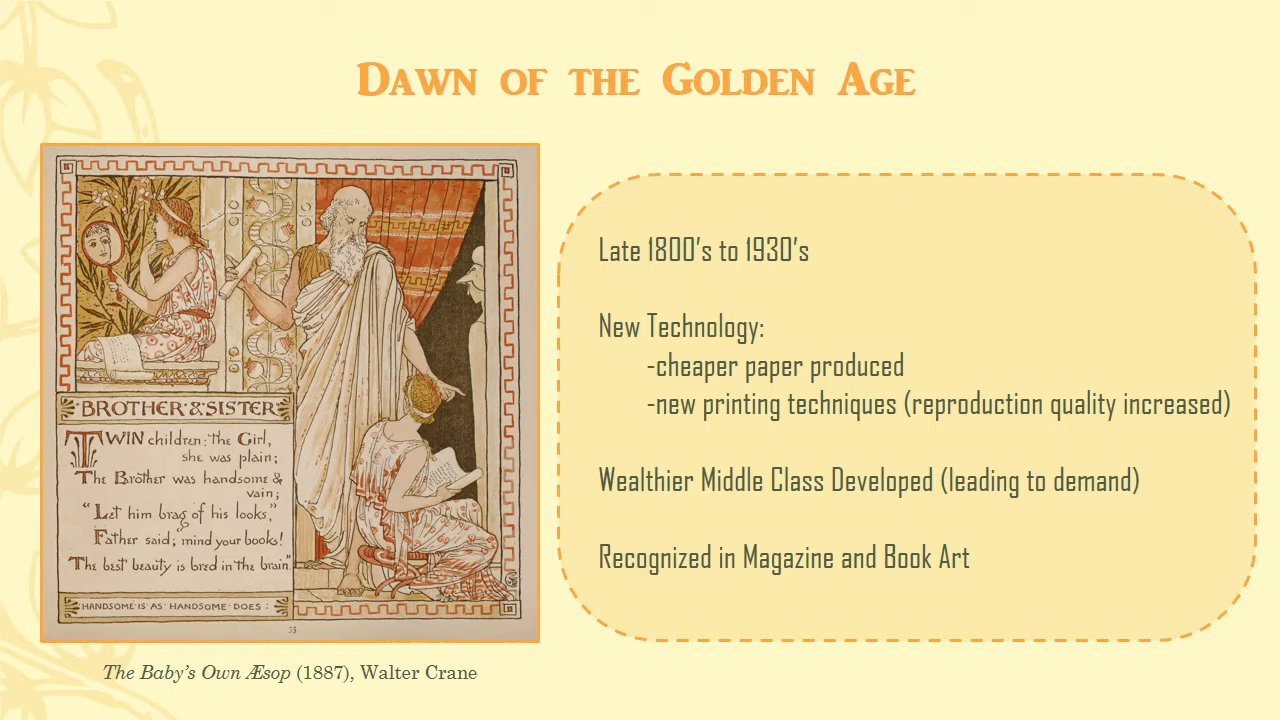 Dawn of the Golden Age
BROTHER & SISTER
TWIN children: the Girl,
she was plain;
The Brother was handsome &
vain;
"Let him brag of his looks,"
Father said; mind your books!
The best beauty is bred in the brain."
HANDSOME IS AS HANDSOME DOES:
35
The Baby's Own Æsop (1887), Walter Crane
Late 1800's to 1930's
New Technology:
-cheaper paper produced
-new printing techniques (reproduction quality increased)
Wealthier Middle Class Developed (leading to demand)
Recognized in Magazine and Book Art